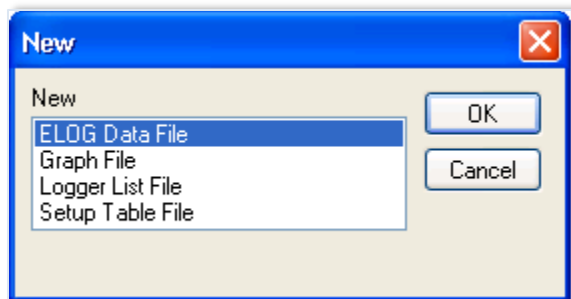 New
New
OK
ELOG Data File
Graph File
Cancel
Logger List File
Setup Table File